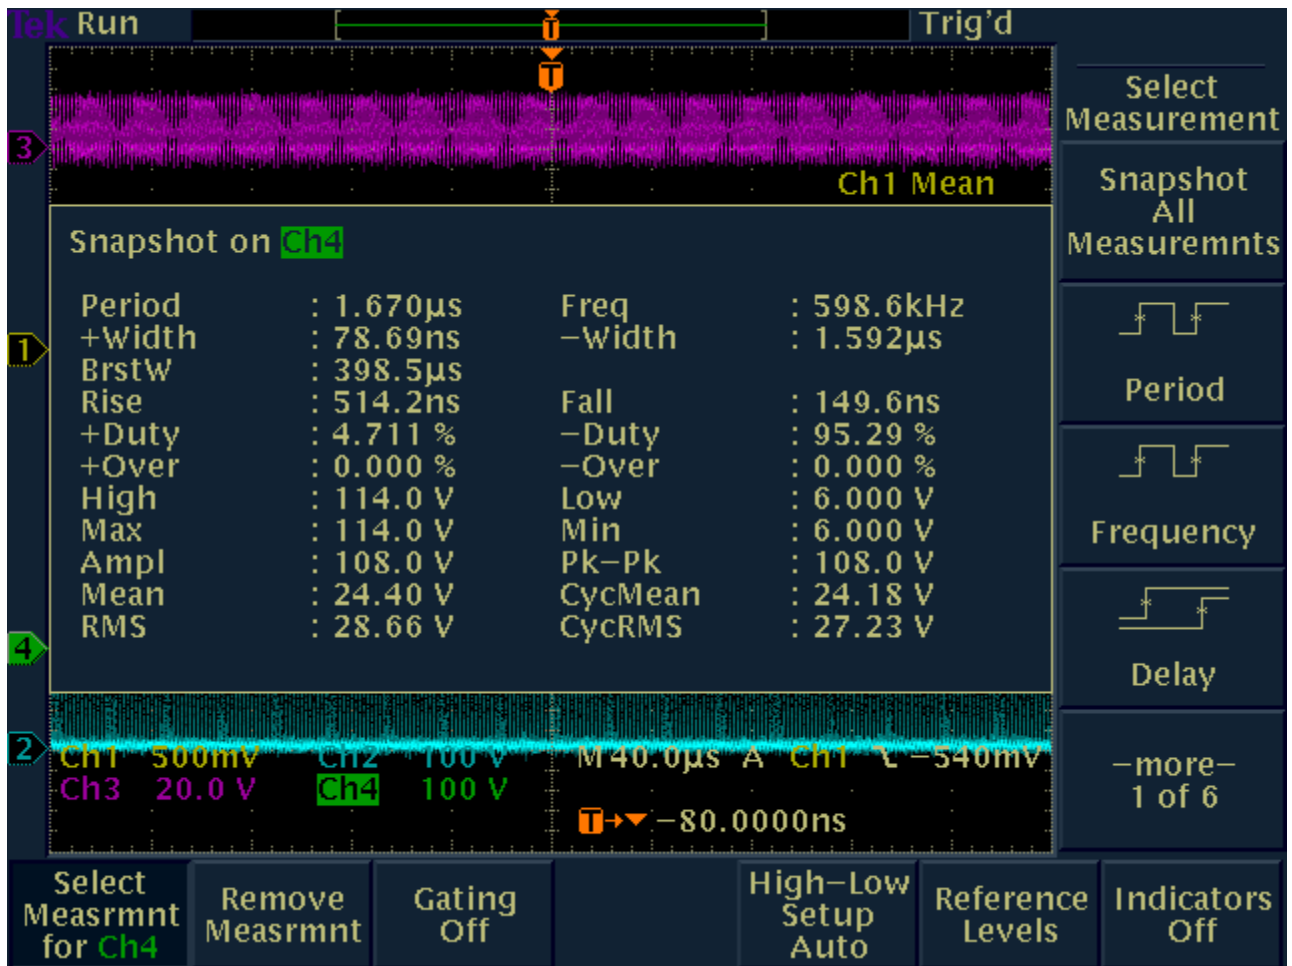 Tek Run Trig'd
T
T
3
Ch1 Mean
Snapshot on Ch4
Period : 1.670µs Freq : 598.6kHz
+Width : 78.69ns −Width : 1.592µs
BrstW : 398.5µs
Rise : 514.2ns Fall : 149.6ns
+Duty : 4.711 % −Duty : 95.29 %
+Over : 0.000 % −Over : 0.000 %
High : 114.0 V Low : 6.000 V
Max : 114.0 V Min : 6.000 V
Ampl : 108.0 V Pk−Pk : 108.0 V
Mean : 24.40 V CycMean : 24.18 V
RMS : 28.66 V CycRMS : 27.23 V
1
4
2
Ch1 500mV Ch2 100 V M 40.0µs A Ch1 −540mV
Ch3 20.0 V Ch4 100 V
T→▼ −80.0000ns
Select
Measurement
Snapshot
All
Measuremnts
Period
Frequency
Delay
−more−
1 of 6
Select
Measrmnt
for Ch4
Remove
Measrmnt
Gating
Off
High−Low
Setup
Auto
Reference
Levels
Indicators
Off